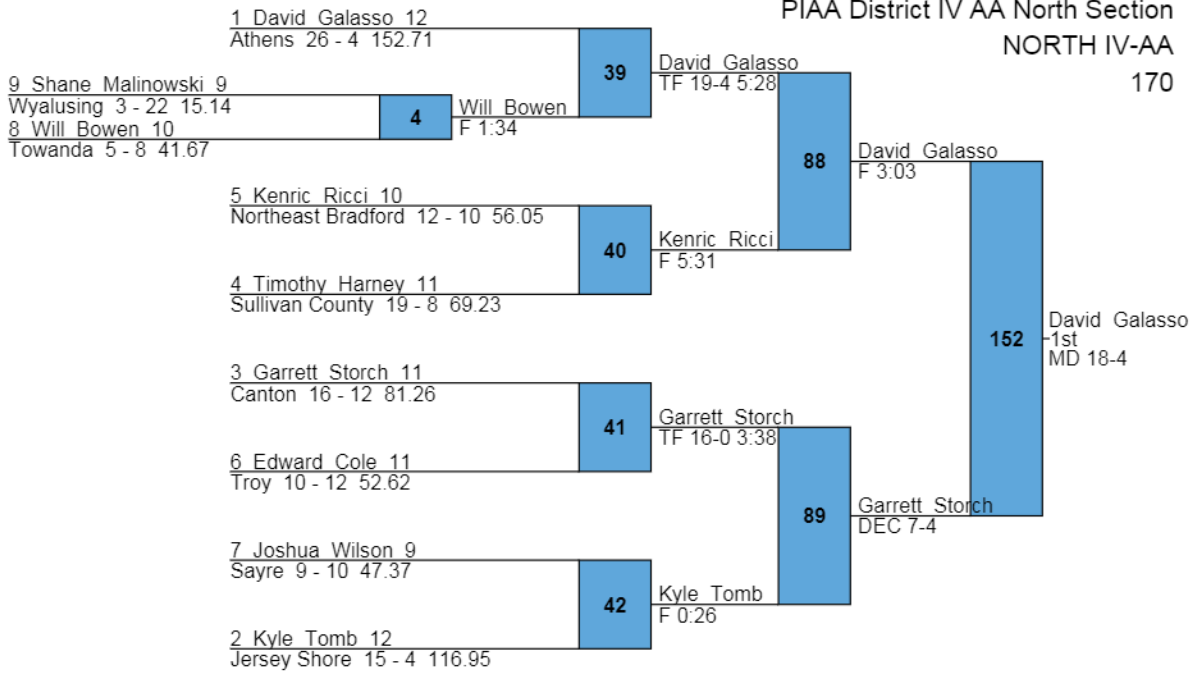 PIAA District IV AA North Section
NORTH IV-AA
170
1 David Galasso 12
Athens 26 - 4 152.71
9 Shane Malinowski 9
Wyalusing 3 - 22 15.14
8 Will Bowen 10
Towanda 5 - 8 41.67
4
Will Bowen
F 1:34
39
David Galasso
TF 19-4 5:28
5 Kenric Ricci 10
Northeast Bradford 12 - 10 56.05
4 Timothy Harney 11
Sullivan County 19 - 8 69.23
40
Kenric Ricci
F 5:31
88
David Galasso
F 3:03
3 Garrett Storch 11
Canton 16 - 12 81.26
6 Edward Cole 11
Troy 10 - 12 52.62
41
Garrett Storch
TF 16-0 3:38
7 Joshua Wilson 9
Sayre 9 - 10 47.37
2 Kyle Tomb 12
Jersey Shore 15 - 4 116.95
42
Kyle Tomb
F 0:26
89
Garrett Storch
DEC 7-4
152
David Galasso
1st
MD 18-4